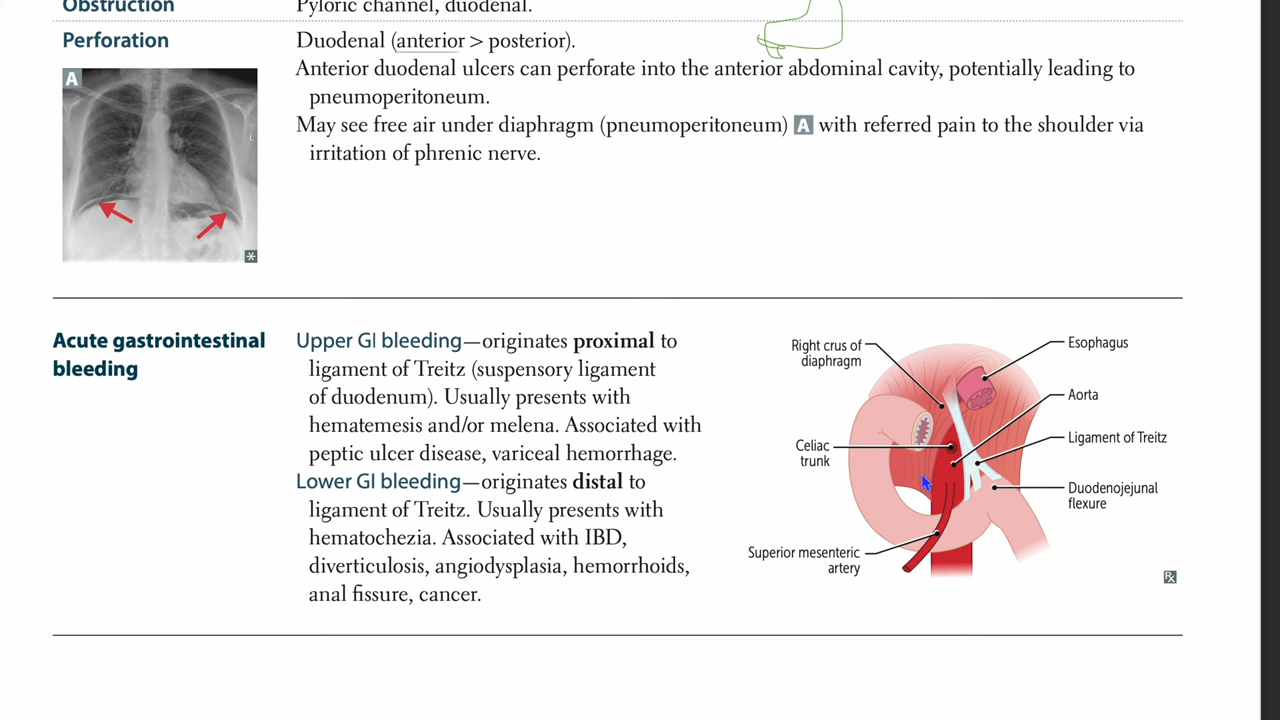 Obstruction
Pyloric channel, duodenal.
Perforation
Duodenal (anterior > posterior).
Anterior duodenal ulcers can perforate into the anterior abdominal cavity, potentially leading to
pneumoperitoneum.
May see free air under diaphragm (pneumoperitoneum) A with referred pain to the shoulder via
irritation of phrenic nerve.
A
L
Acute gastrointestinal
bleeding
Upper GI bleeding—originates proximal to
ligament of Treitz (suspensory ligament
of duodenum). Usually presents with
hematemesis and/or melena. Associated with
peptic ulcer disease, variceal hemorrhage.
Lower GI bleeding—originates distal to
ligament of Treitz. Usually presents with
hematochezia. Associated with IBD,
diverticulosis, angiodysplasia, hemorrhoids,
anal fissure, cancer.
Right crus of
diaphragm
Celiac
trunk
Superior mesenteric
artery
Esophagus
Aorta
Ligament of Treitz
Duodenojejunal
flexure
Rx